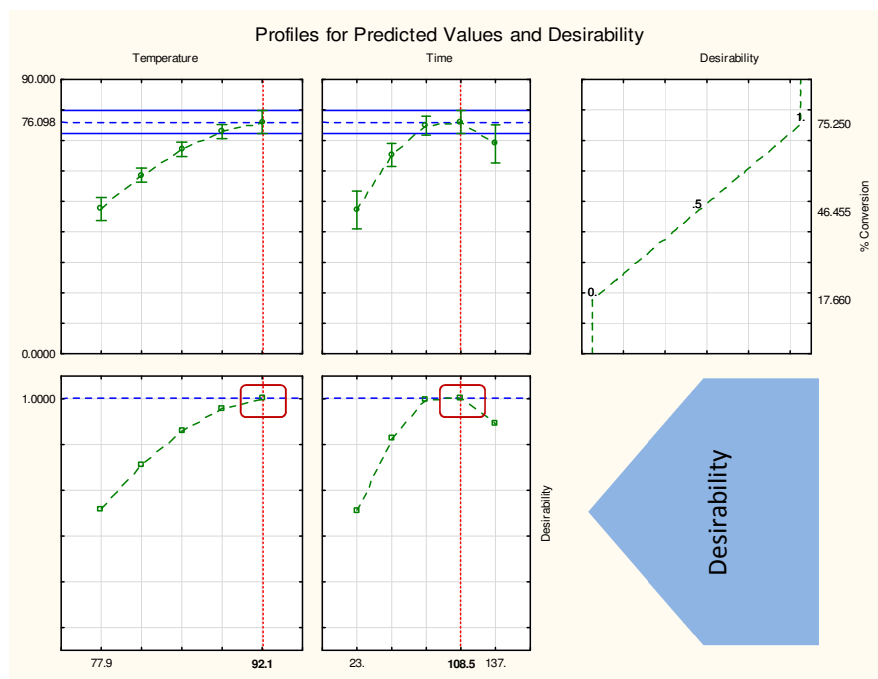 Profiles for Predicted Values and Desirability
Temperature
Time
Desirability
90.000
76.098
0.0000
1.
75.250
.5
46.455
0.
17.660
% Conversion
1.0000
Desirability
Desirability
77.9
92.1
23.
108.5
137.